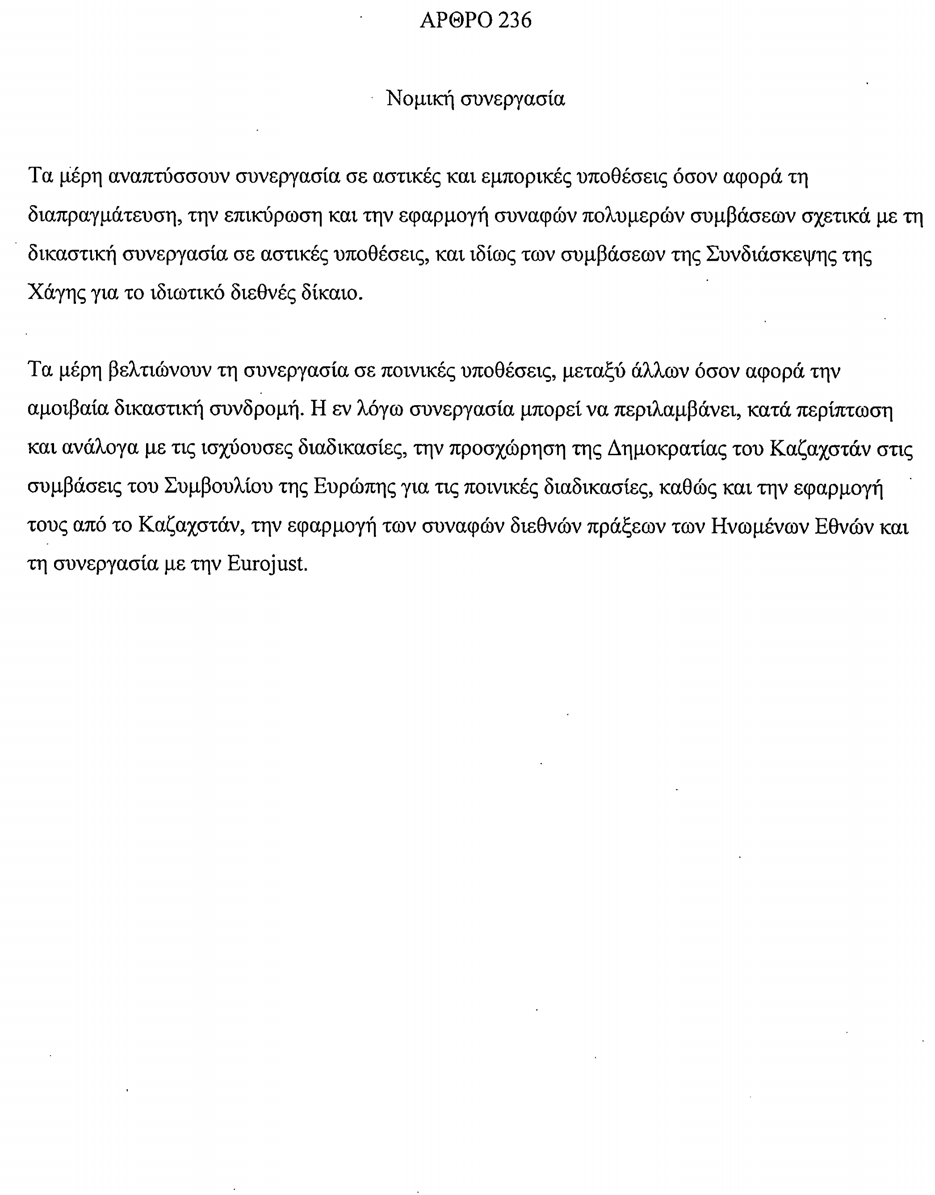 ΑΡΘΡΟ 236
Νομική συνεργασία
Τα μέρη αναπτύσσουν συνεργασία σε αστικές και εμπορικές υποθέσεις όσον αφορά τη
διαπραγμάτευση, την επικύρωση και την εφαρμογή συναφών πολυμερών συμβάσεων σχετικά με τη
δικαστική συνεργασία σε αστικές υποθέσεις, και ιδίως των συμβάσεων της Συνδιάσκεψης της
Χάγης για το ιδιωτικό διεθνές δίκαιο.
Τα μέρη βελτιώνουν τη συνεργασία σε ποινικές υποθέσεις, μεταξύ άλλων όσον αφορά την
αμοιβαία δικαστική συνδρομή. Η εν λόγω συνεργασία μπορεί να περιλαμβάνει, κατά περίπτωση
και ανάλογα με τις ισχύουσες διαδικασίες, την προσχώρηση της Δημοκρατίας του Καζαχστάν στις
συμβάσεις του Συμβουλίου της Ευρώπης για τις ποινικές διαδικασίες, καθώς και την εφαρμογή
τους από το Καζαχστάν, την εφαρμογή των συναφών διεθνών πράξεων των Ηνωμένων Εθνών και
τη συνεργασία με την Eurojust.